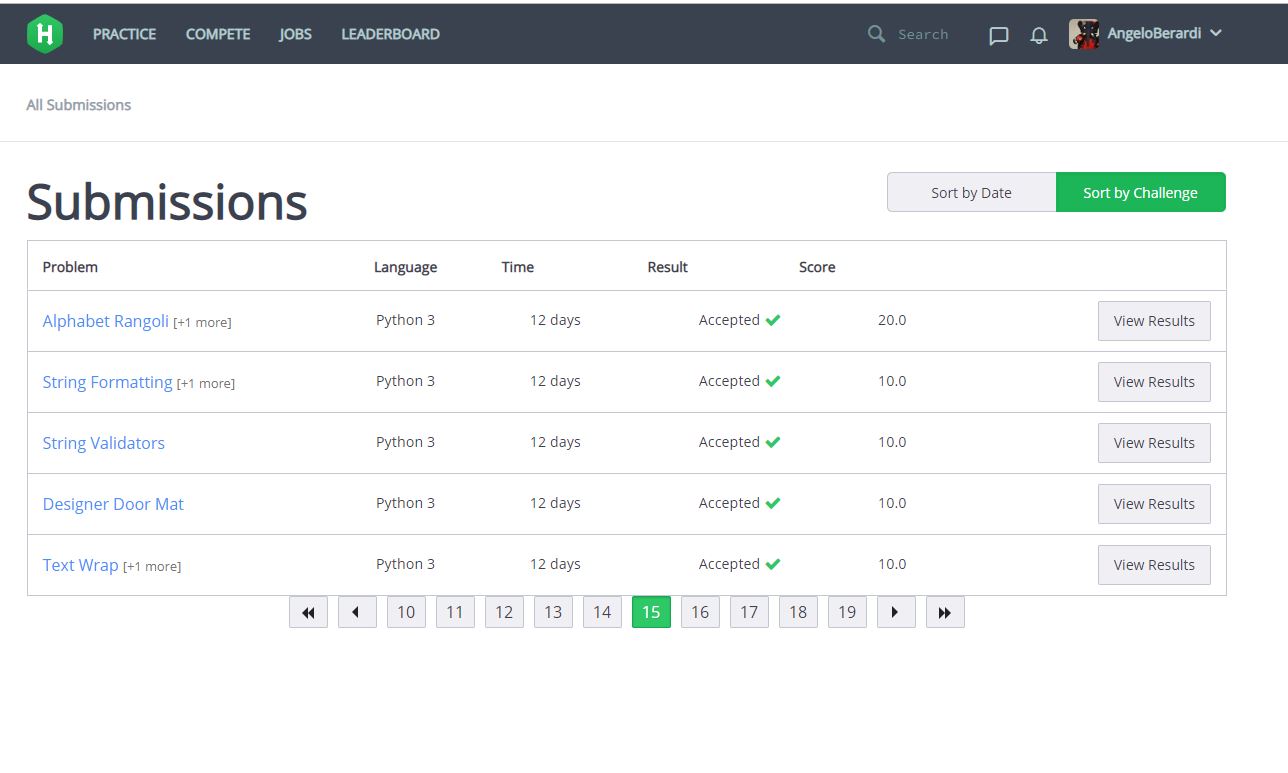 H PRACTICE COMPETE JOBS LEADERBOARD Search AngeloBerardi
All Submissions
Submissions Sort by Date Sort by Challenge
Problem Language Time Result Score
Alphabet Rangoli [+1 more] Python 3 12 days Accepted 20.0 View Results
String Formatting [+1 more] Python 3 12 days Accepted 10.0 View Results
String Validators Python 3 12 days Accepted 10.0 View Results
Designer Door Mat Python 3 12 days Accepted 10.0 View Results
Text Wrap [+1 more] Python 3 12 days Accepted 10.0 View Results
10 11 12 13 14 15 16 17 18 19